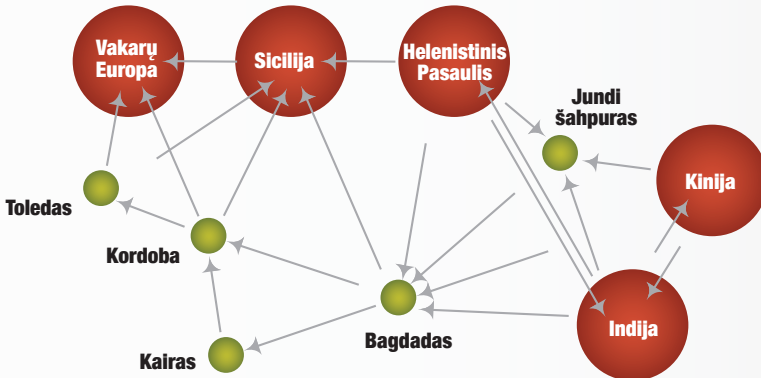 Vakarų
Europa
Sicilija
Helenistinis
Pasaulis
Jundi
šahpuras
Kinija
Toledas
Kordoba
Bagdadas
Indija
Kairas